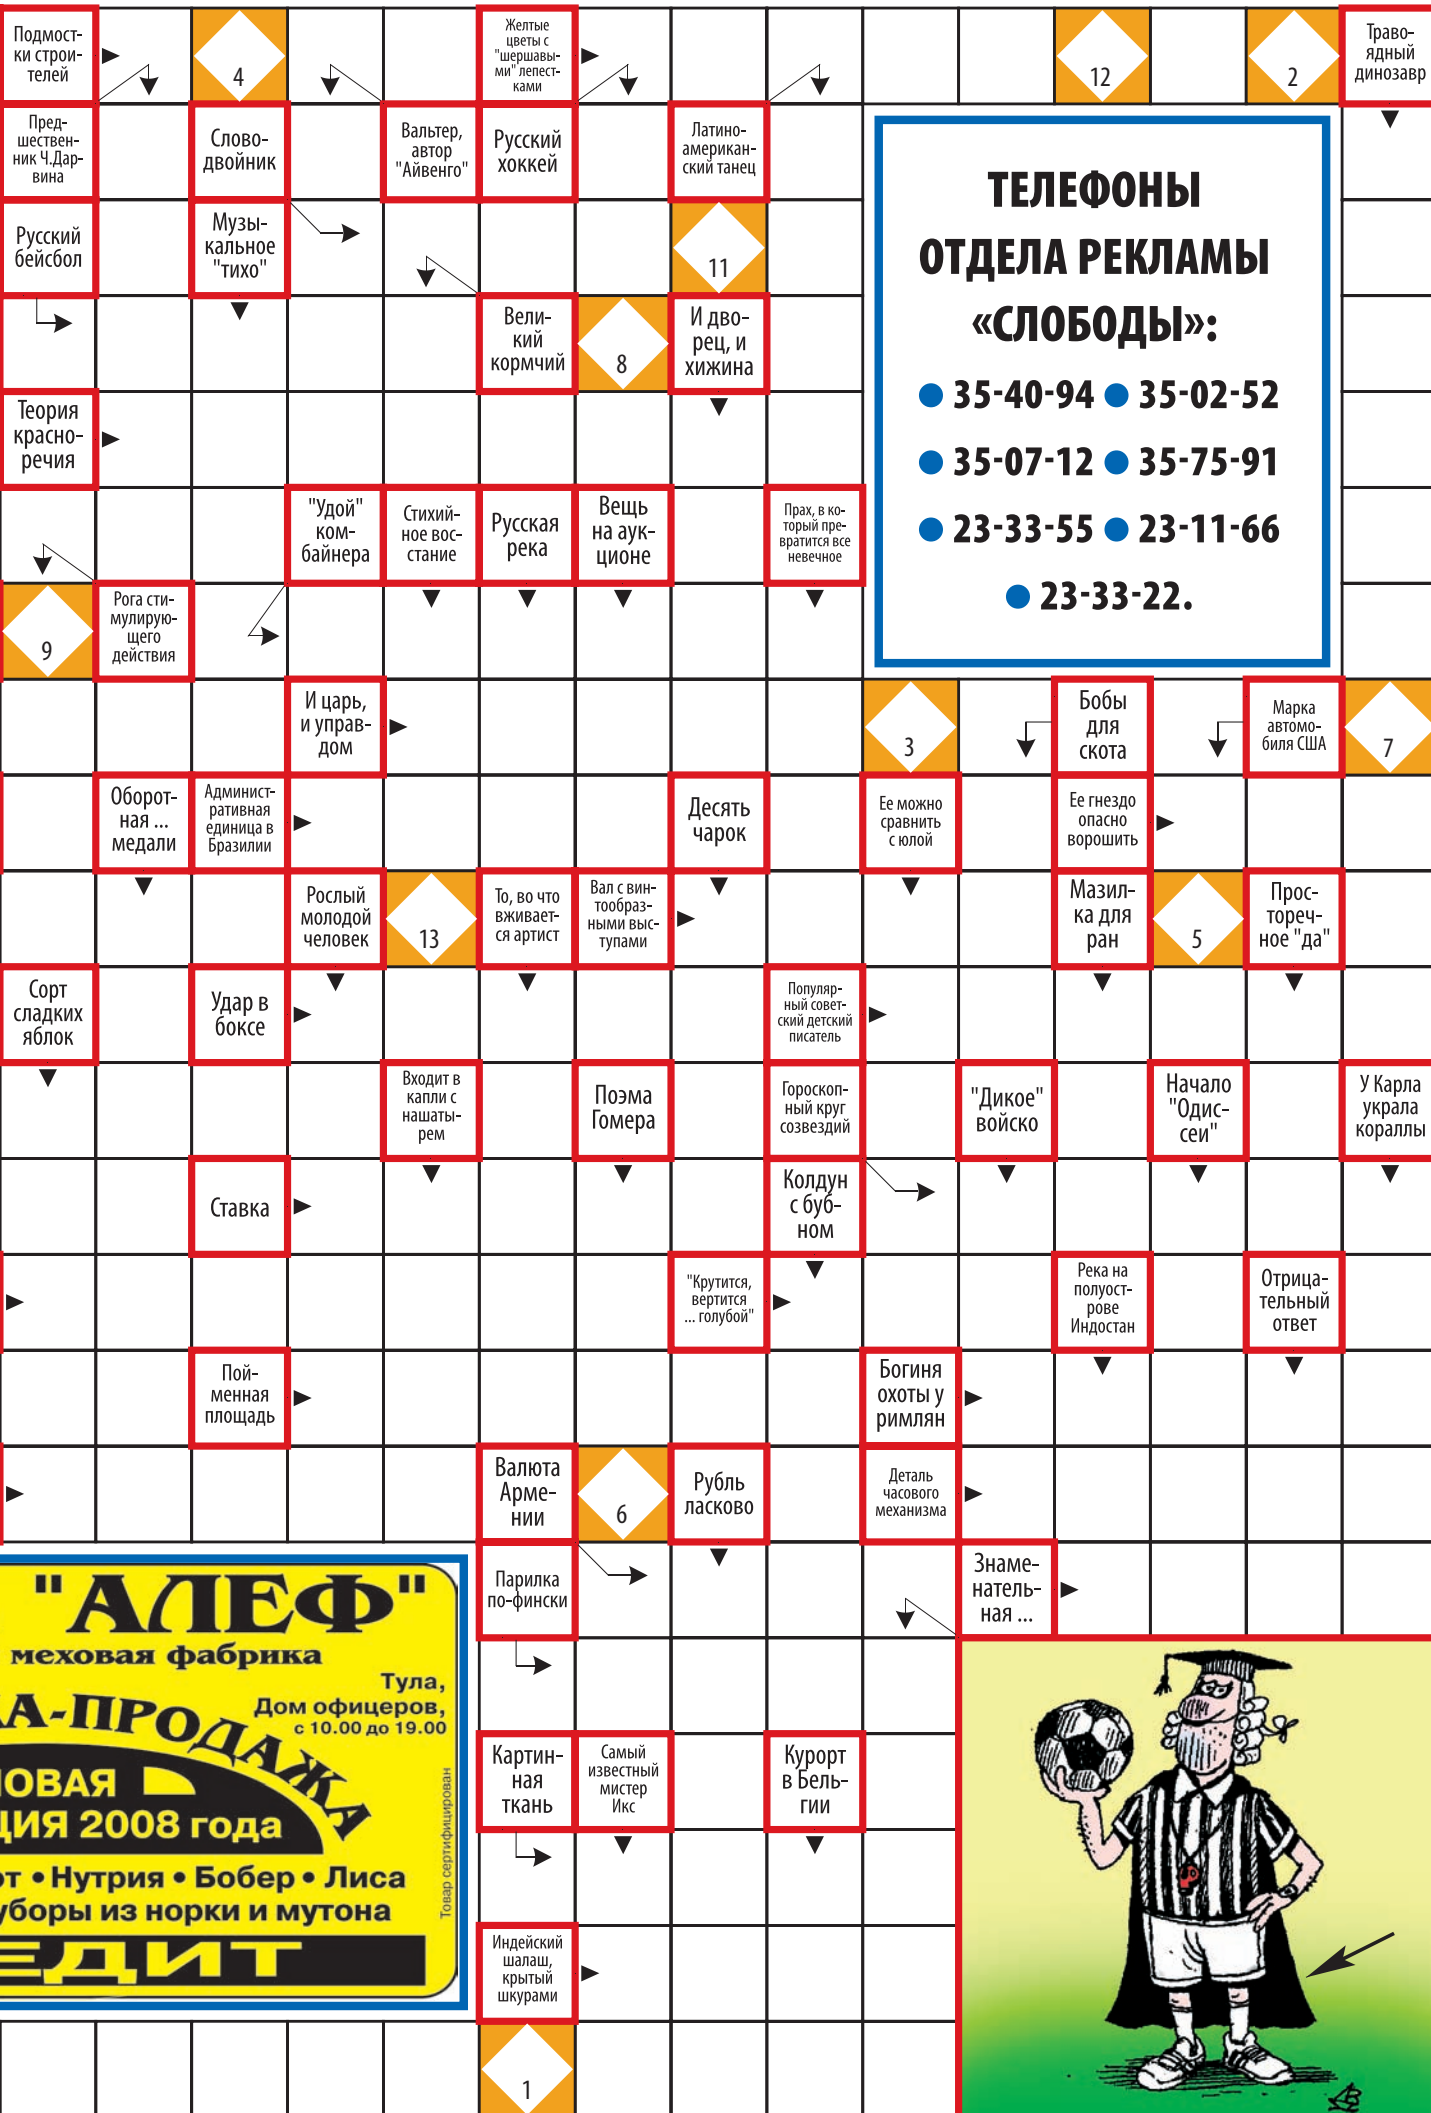 Подмост-
ки строи-
телей
4
Желтые
цветы с
"шершавы-
ми" лепест-
ками
12
2
Траво-
ядный
динозавр
Пред-
шествен-
ник Ч.Дар-
вина
Слово-
двойник
Вальтер,
автор
"Айвенго"
Русский
хоккей
Латино-
американ-
ский танец
ТЕЛЕФОНЫ
ОТДЕЛА РЕКЛАМЫ
«СЛОБОДЫ»:
35-40-94 35-02-52
35-07-12 35-75-91
23-33-55 23-11-66
23-33-22.
Русский
бейсбол
Музы-
кальное
"тихо"
11
Вели-
кий
кормчий
8
И дво-
рец, и
хижина
Теория
красно-
речия
"Удой"
ком-
байнера
Стихий-
ное вос-
стание
Русская
река
Вещь
на аук-
ционе
Прах, в ко-
торый пре-
вратится все
невечное
9
Рога сти-
мулирую-
щего
действия
И царь,
и управ-
дом
3
Бобы
для
скота
Марка
автомо-
биля США
7
Оборот-
ная ...
медали
Админист-
ративная
единица в
Бразилии
Десять
чарок
Ее можно
сравнить
с юлой
Ее гнездо
опасно
ворошить
Рослый
молодой
человек
13
То, во что
вживает-
ся артист
Вал с вин-
тообраз-
ными выс-
тупами
Мазил-
ка для
ран
5
Прос-
тореч-
ное "да"
Сорт
сладких
яблок
Удар в
боксе
Популяр-
ный совет-
ский детский
писатель
Входит в
капли с
нашаты-
рем
Поэма
Гомера
Гороскоп-
ный круг
созвездий
"Дикое"
войско
Начало
"Одис-
сеи"
У Карла
украла
кораллы
Ставка
Колдун
с буб-
ном
"Крутится,
вертится
... голубой"
Река на
полуост-
рове
Индостан
Отрица-
тельный
ответ
Пой-
менная
площадь
Богиня
охоты у
римлян
Валюта
Арме-
нии
6
Рубль
ласково
Деталь
часового
механизма
Парилка
по-фински
Знаме-
натель-
ная ...
"АЛЕФ"
меховая фабрика
Тула,
Дом офицеров,
с 10.00 до 19.00
КА-ПРОДАЖА
НОВАЯ
ЦИЯ 2008 года
от • Нутрия • Бобер • Лиса
уборы из норки и мутона
ЕДИТ
Товар сертифицирован
Картин-
ная
ткань
Самый
известный
мистер
Икс
Курорт
в Бель-
гии
Индейский
шалаш,
крытый
шкурами
1